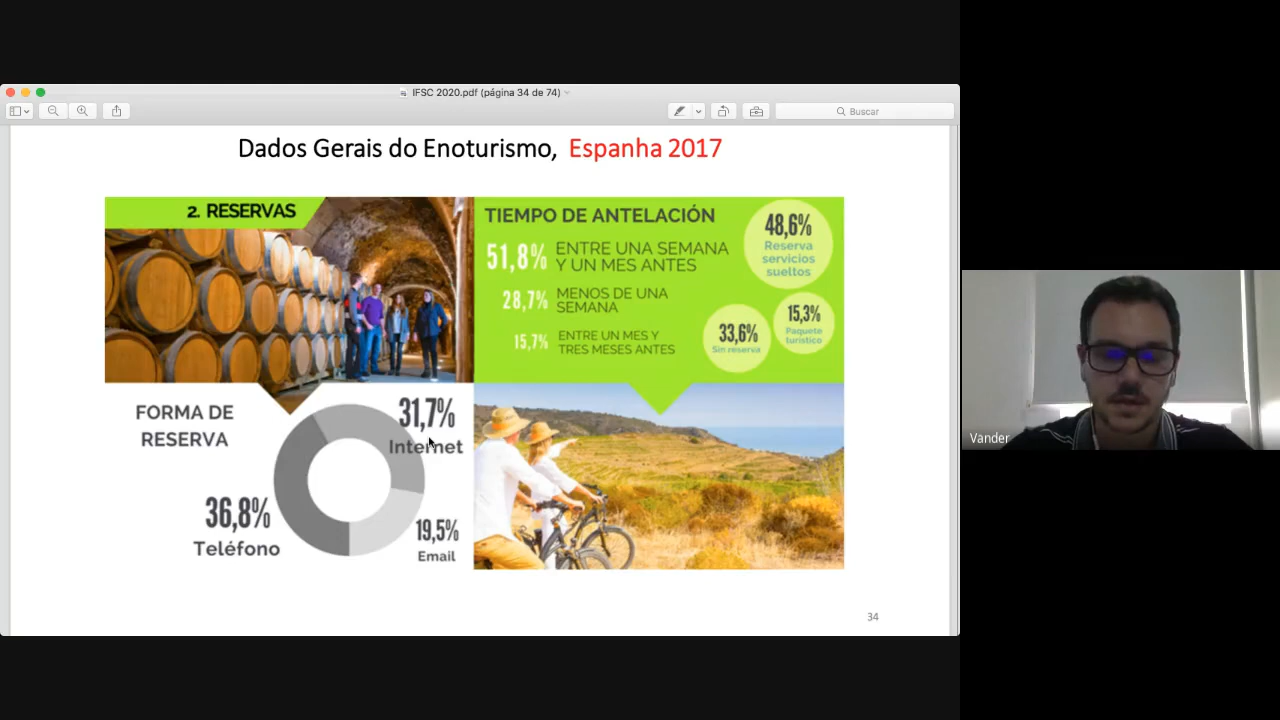 IFSC 2020.pdf (página 34 de 74)
Buscar
Dados Gerais do Enoturismo, Espanha 2017
2. RESERVAS
TIEMPO DE ANTELACIÓN
51,8% ENTRE UNA SEMANA
Y UN MES ANTES
28,7% MENOS DE UNA
SEMANA
15,7% ENTRE UN MES Y
TRES MESES ANTES
48,6%
Reserva
servicios
sueltos
33,6%
Sin reserva
15,3%
Paquete
turístico
FORMA DE
RESERVA
31,7%
Internet
36,8%
Teléfono
19,5%
Email
34
Vander